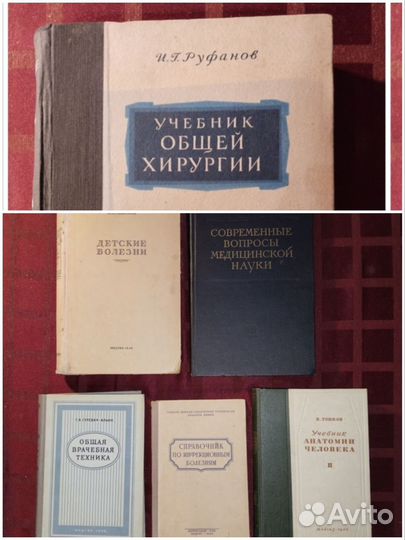 И.Г. Руфанов
УЧЕБНИК
ОБЩЕЙ
ХИРУРГИИ
ДЕТСКИЕ
БОЛЕЗНИ
СОВРЕМЕННЫЕ
ВОПРОСЫ
МЕДИЦИНСКОЙ
НАУКИ
ОБЩАЯ
ВРАЧЕБНАЯ
ТЕХНИКА
СПРАВОЧНИК
ПО ИНФЕКЦИОННЫМ
БОЛЕЗНЯМ
В. ТОНКОВ
Учебник
АНАТОМИИ
ЧЕЛОВЕКА
II
Avito